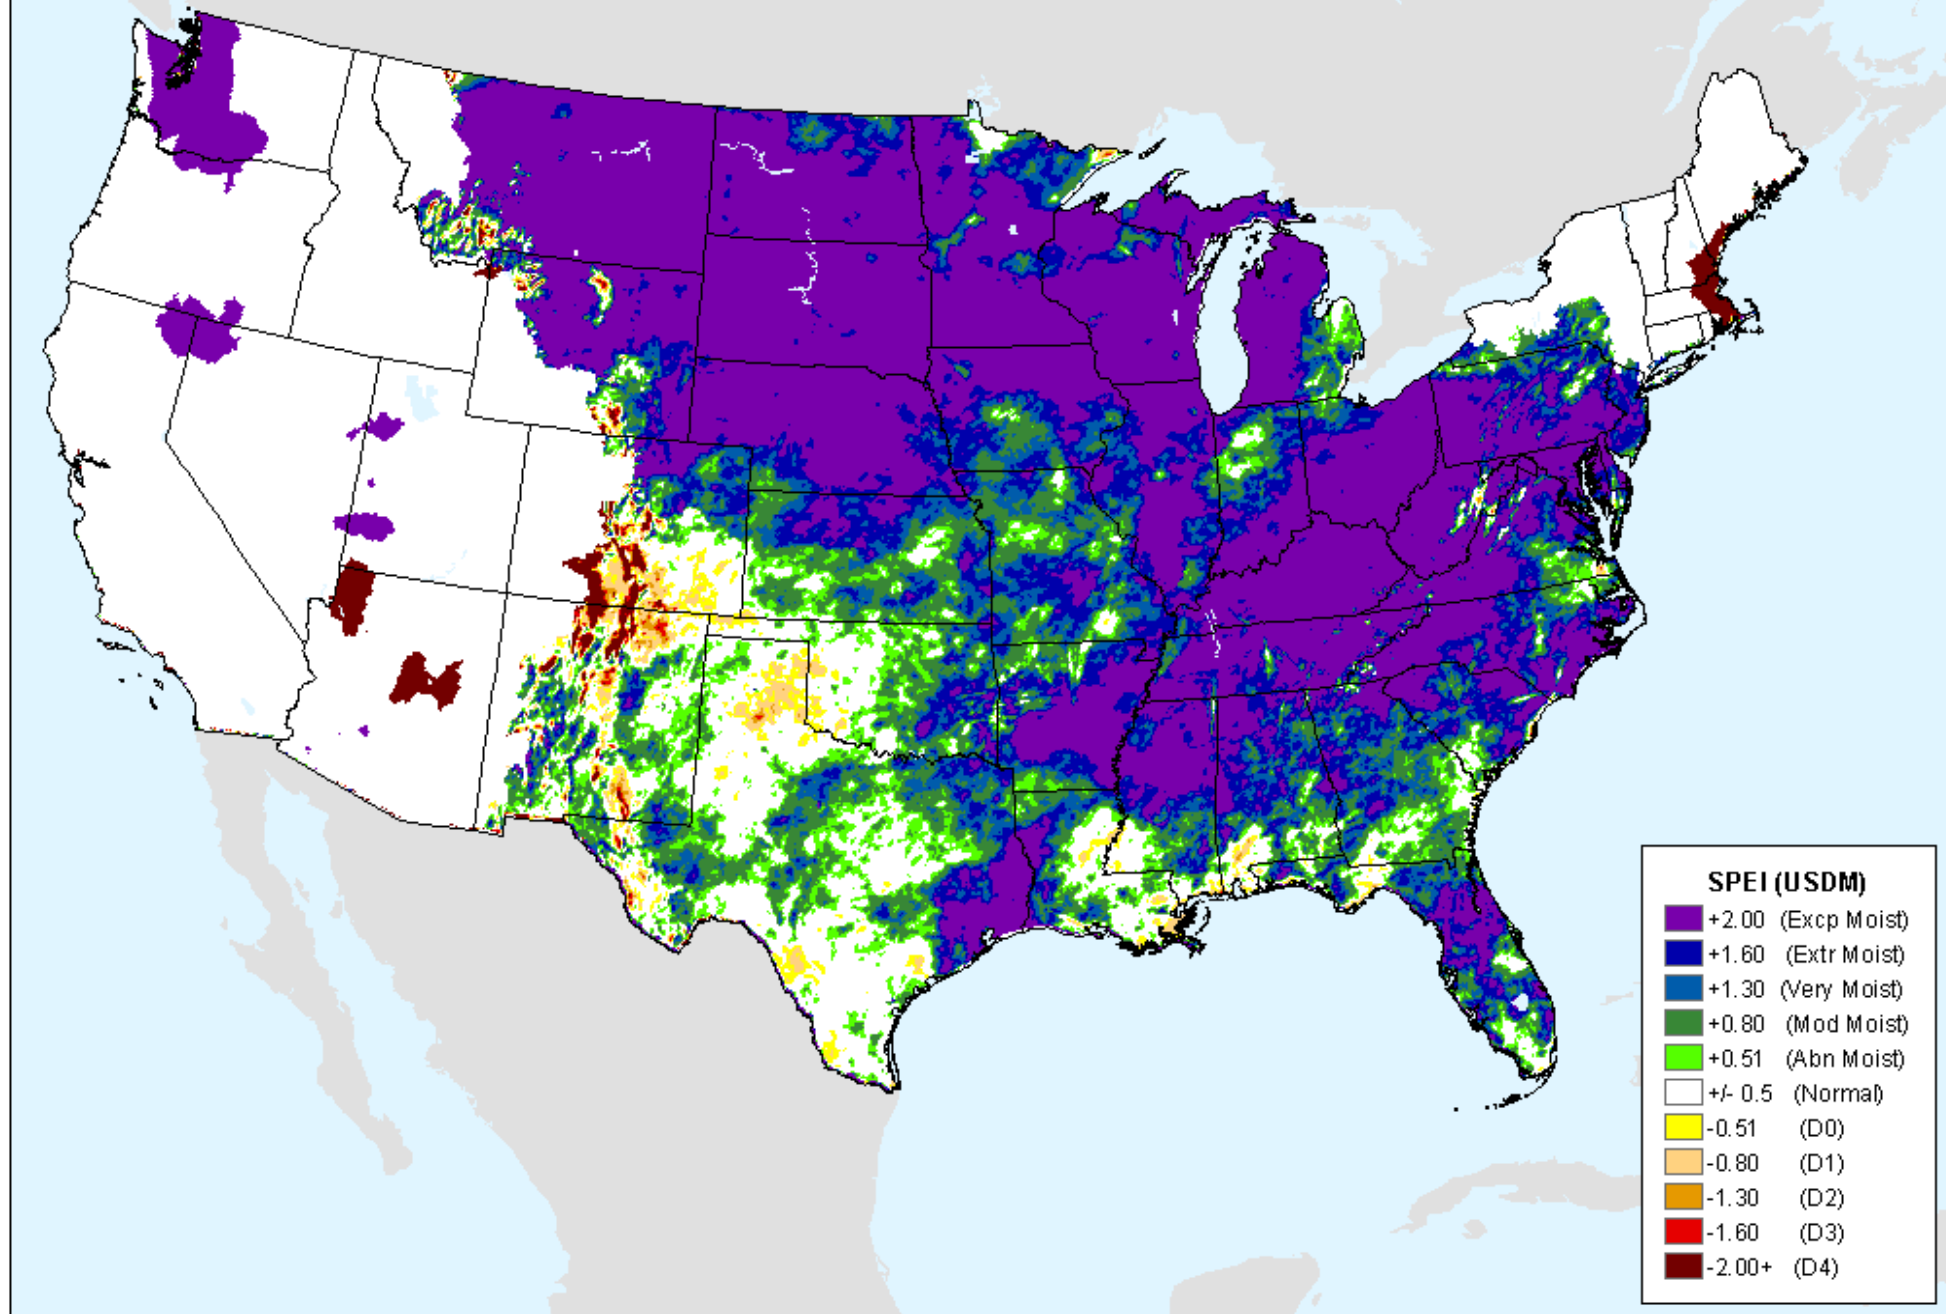 SPEI (USDM)
+2.00 (Excp Moist)
+1.60 (Extr Moist)
+1.30 (Very Moist)
+0.80 (Mod Moist)
+0.51 (Abn Moist)
+/- 0.5 (Normal)
-0.51 (D0)
-0.80 (D1)
-1.30 (D2)
-1.60 (D3)
-2.00+ (D4)